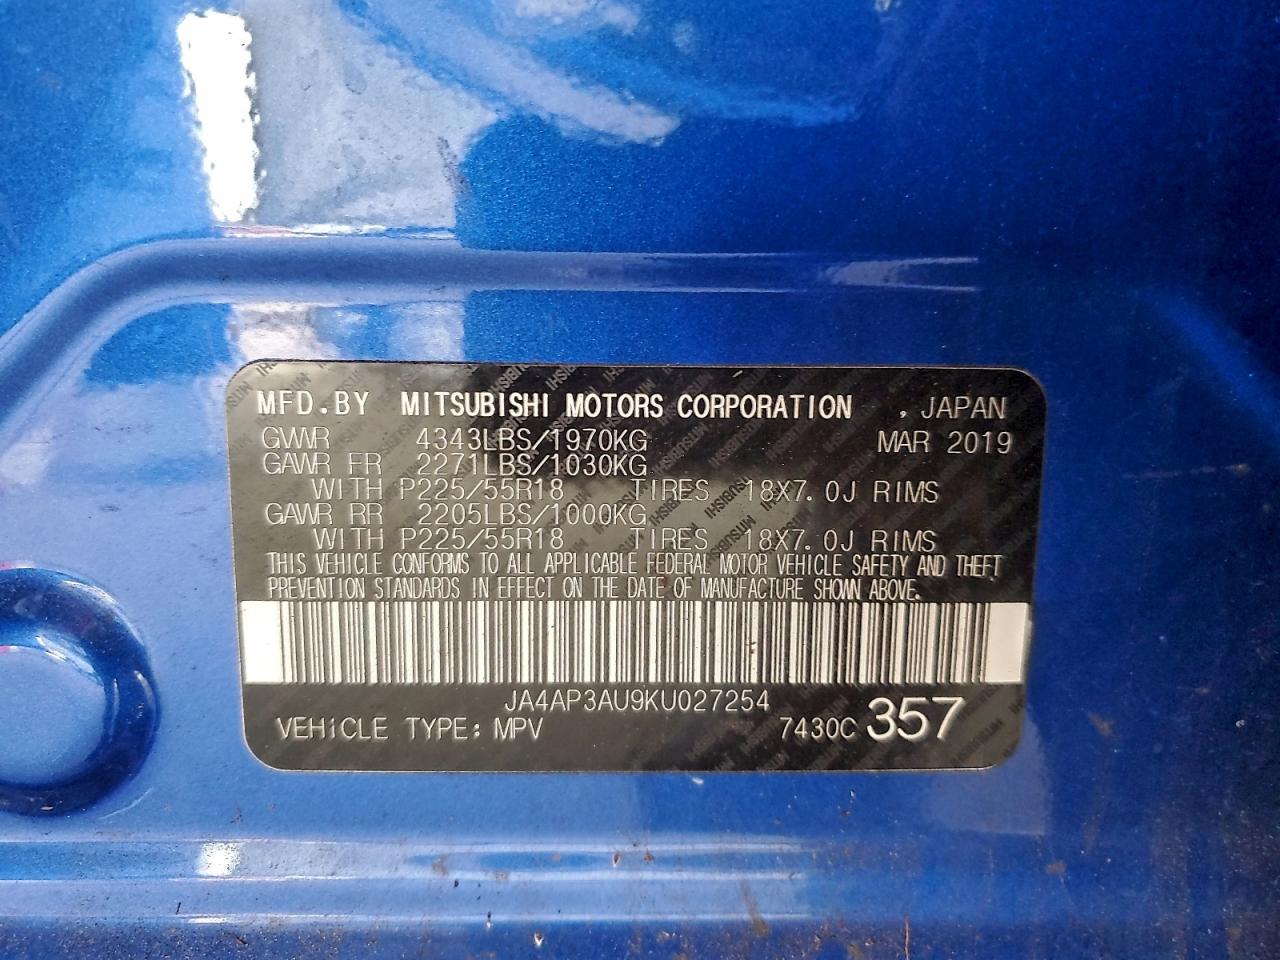 MFD.BY MITSUBISHI MOTORS CORPORATION , JAPAN
GVWR 4343LBS/1970KG MAR 2019
GAWR FR 2271LBS/1030KG
WITH P225/55R18 TIRES 18X7.0J RIMS
GAWR RR 2205LBS/1000KG
WITH P225/55R18 TIRES 18X7.0J RIMS
THIS VEHICLE CONFORMS TO ALL APPLICABLE FEDERAL MOTOR VEHICLE SAFETY AND THEFT
PREVENTION STANDARDS IN EFFECT ON THE DATE OF MANUFACTURE SHOWN ABOVE.
JA4AP3AU9KU027254
VEHICLE TYPE: MPV 7430C 357